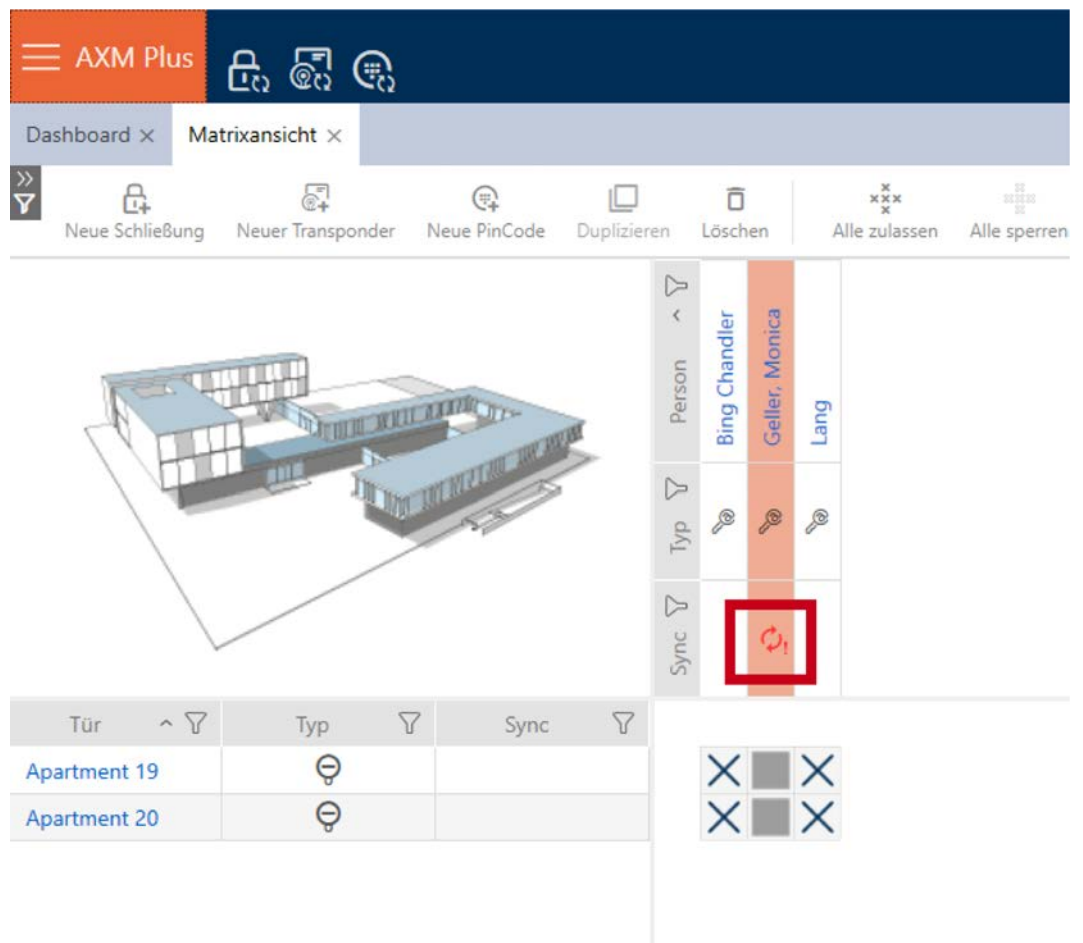 AXM Plus
Dashboard × Matrixansicht ×
Neue Schließung Neuer Transponder Neue PinCode Duplizieren Löschen Alle zulassen Alle sperren
Person Bing Chandler Geller, Monica Lang
Typ
Sync
Tür Typ Sync
Apartment 19
Apartment 20